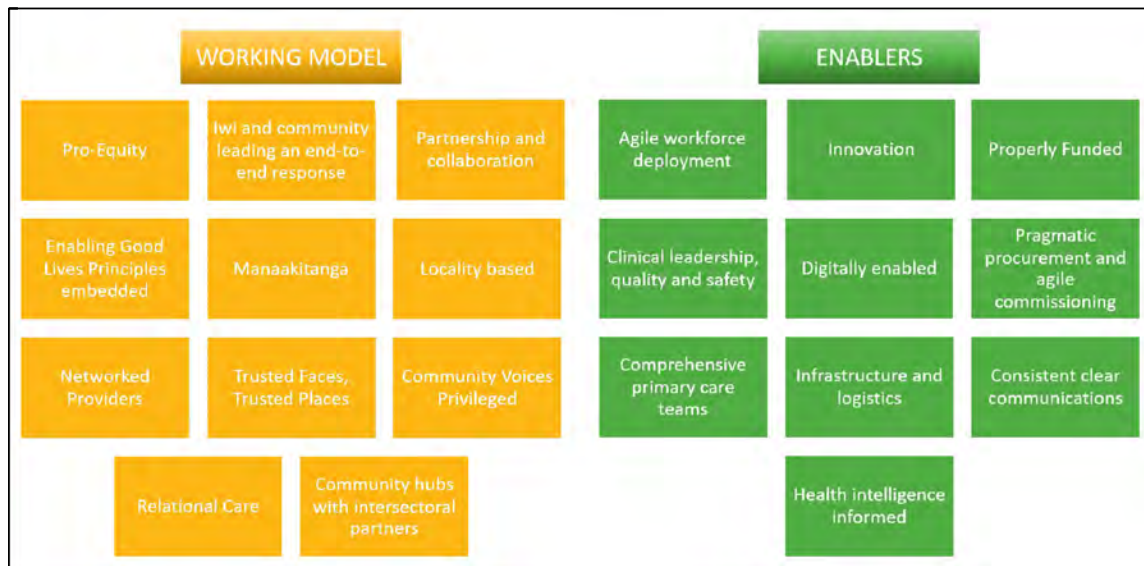 WORKING MODEL
Pro-Equity
Iwi and community
leading an end-to-
end response
Partnership and
collaboration
Enabling Good
Lives Principles
embedded
Manaakitanga
Locality based
Networked
Providers
Trusted Faces,
Trusted Places
Community Voices
Privileged
Relational Care
Community hubs
with intersectoral
partners
ENABLERS
Agile workforce
deployment
Innovation
Properly Funded
Clinical leadership,
quality and safety
Digitally enabled
Pragmatic
procurement and
agile
commissioning
Comprehensive
primary care
teams
Infrastructure and
logistics
Consistent clear
communications
Health intelligence
informed